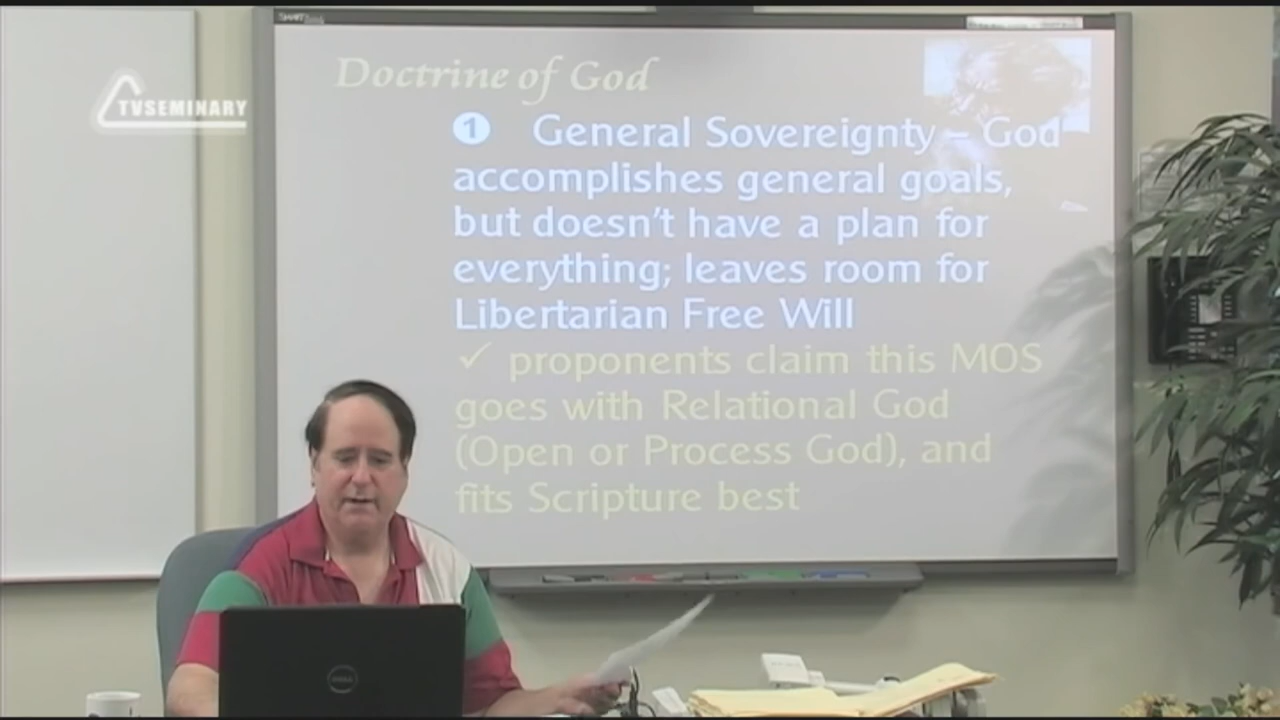 SMART
TVSEMINARY
Doctrine of God
1 General Sovereignty – God
accomplishes general goals,
but doesn't have a plan for
everything; leaves room for
Libertarian Free Will
✓ proponents claim this MOS
goes with Relational God
(Open or Process God), and
fits Scripture best
DELL